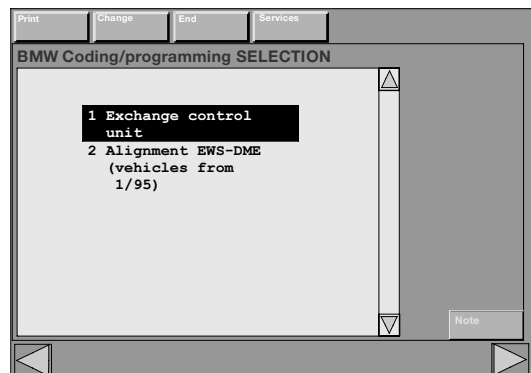 Print Change End Services
BMW Coding/programming SELECTION
1 Exchange control
unit
2 Alignment EWS-DME
(vehicles from
1/95)
Note